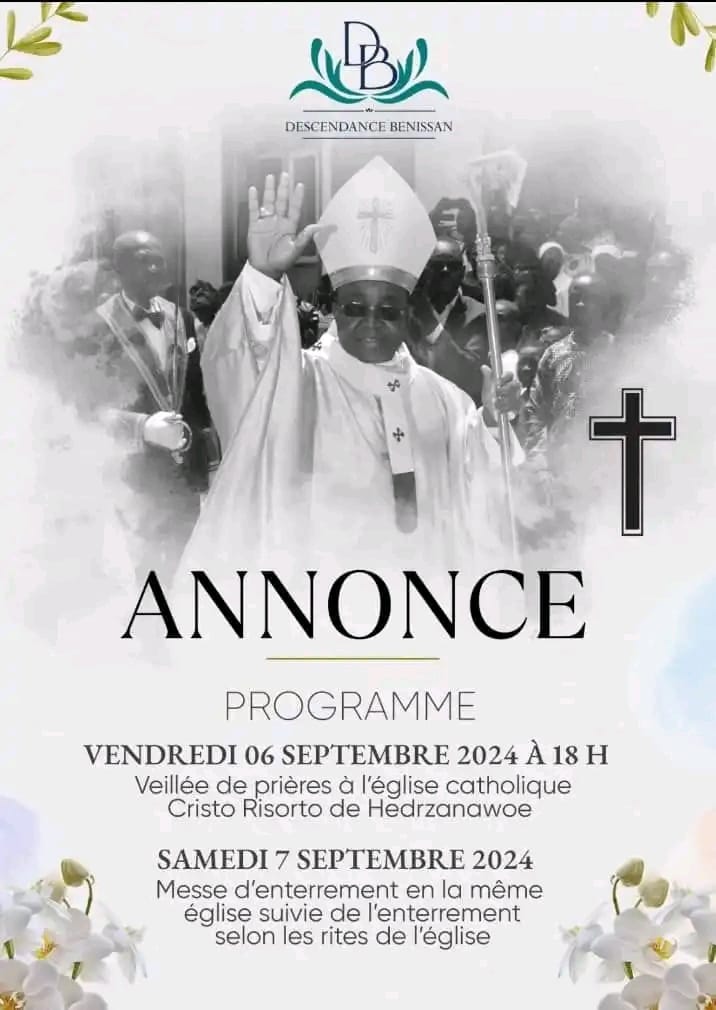 DB
DESCENDANCE BENISSAN
ANNONCE
PROGRAMME
VENDREDI 06 SEPTEMBRE 2024 À 18 H
Veillée de prières à l'église catholique
Cristo Risorto de Hedrzanawoe
SAMEDI 7 SEPTEMBRE 2024
Messe d'enterrement en la même
église suivie de l'enterrement
selon les rites de l'église